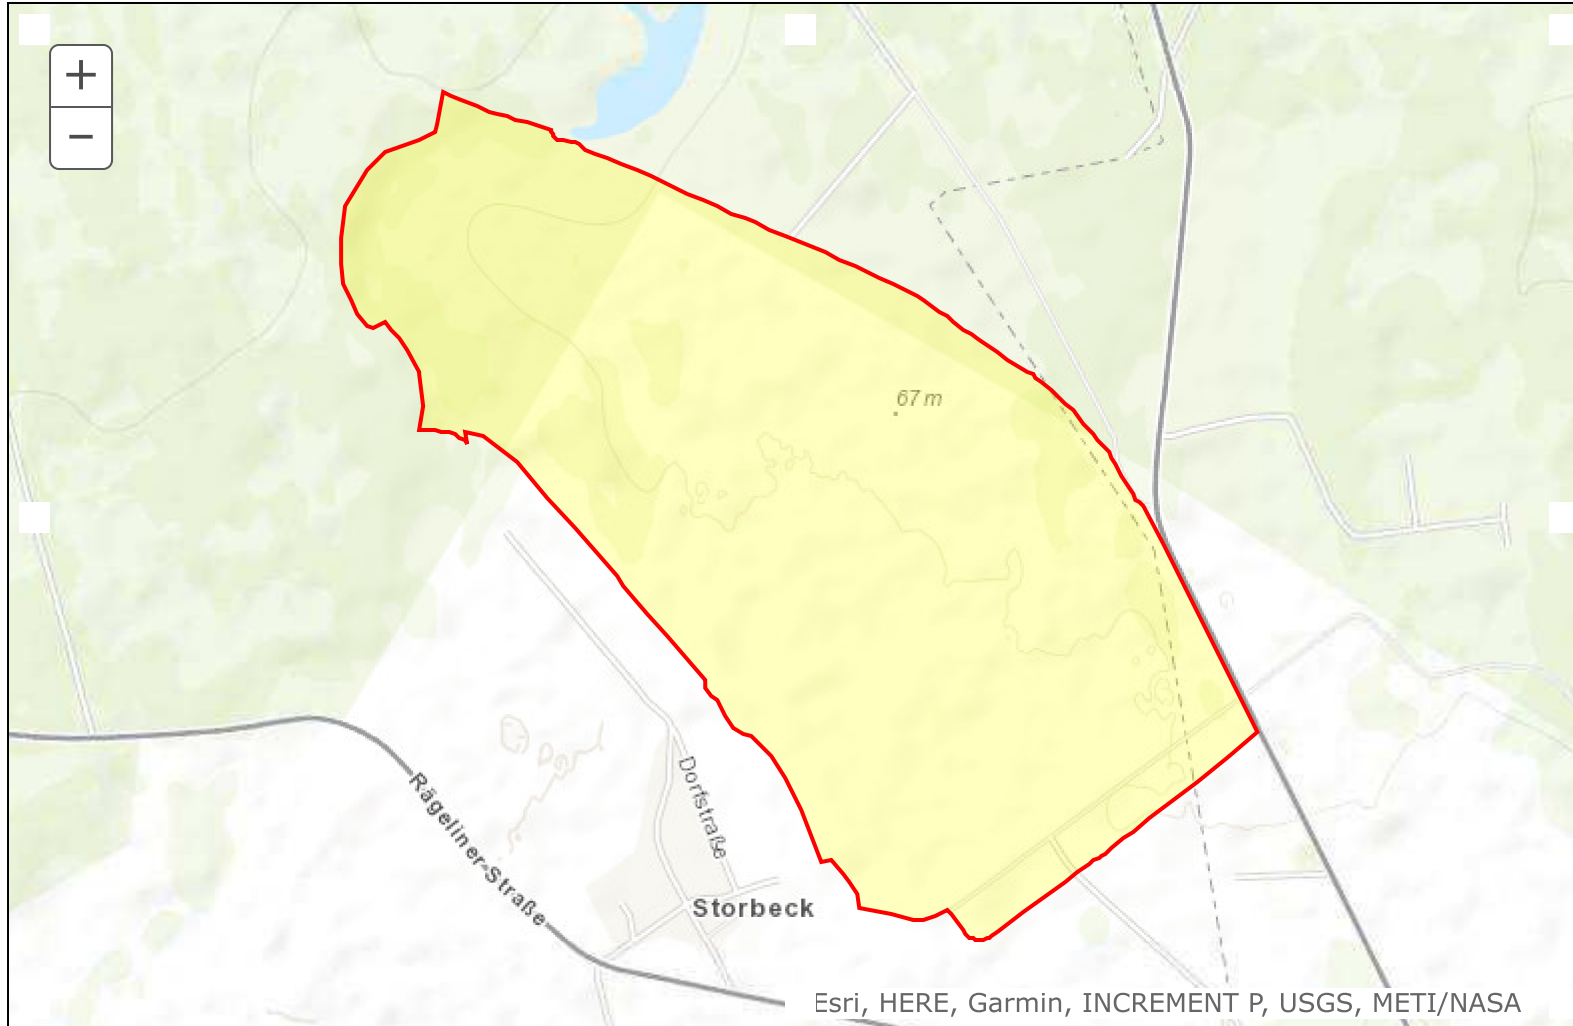 +
−
67 m
Dorfstraße
Rägeliner-Straße
Storbeck
Esri, HERE, Garmin, INCREMENT P, USGS, METI/NASA